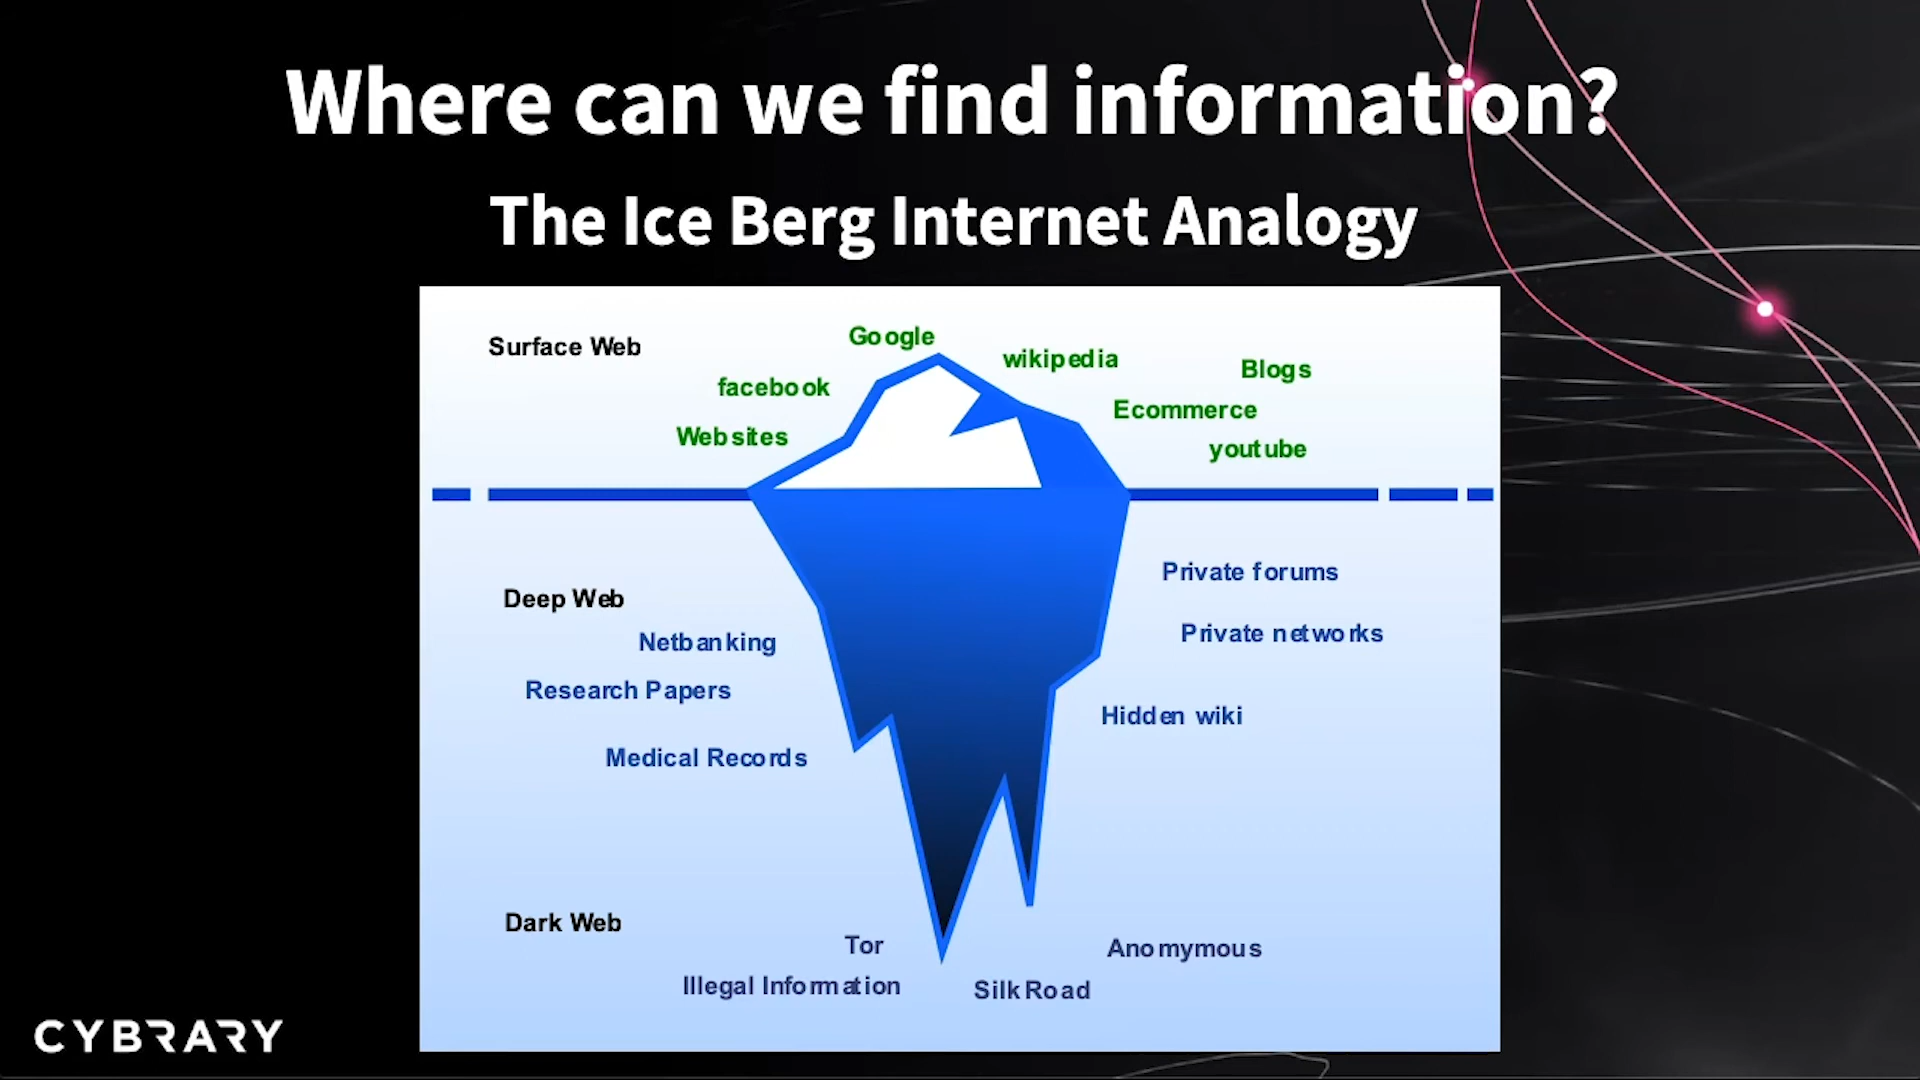 Where can we find information?
The Ice Berg Internet Analogy
Surface Web
Google
wikipedia
Blogs
facebook
Ecommerce
Websites
youtube
Deep Web
Private forums
Netbanking
Private networks
Research Papers
Hidden wiki
Medical Records
Dark Web
Tor
Anomymous
Illegal Information
Silk Road
CYBRARY